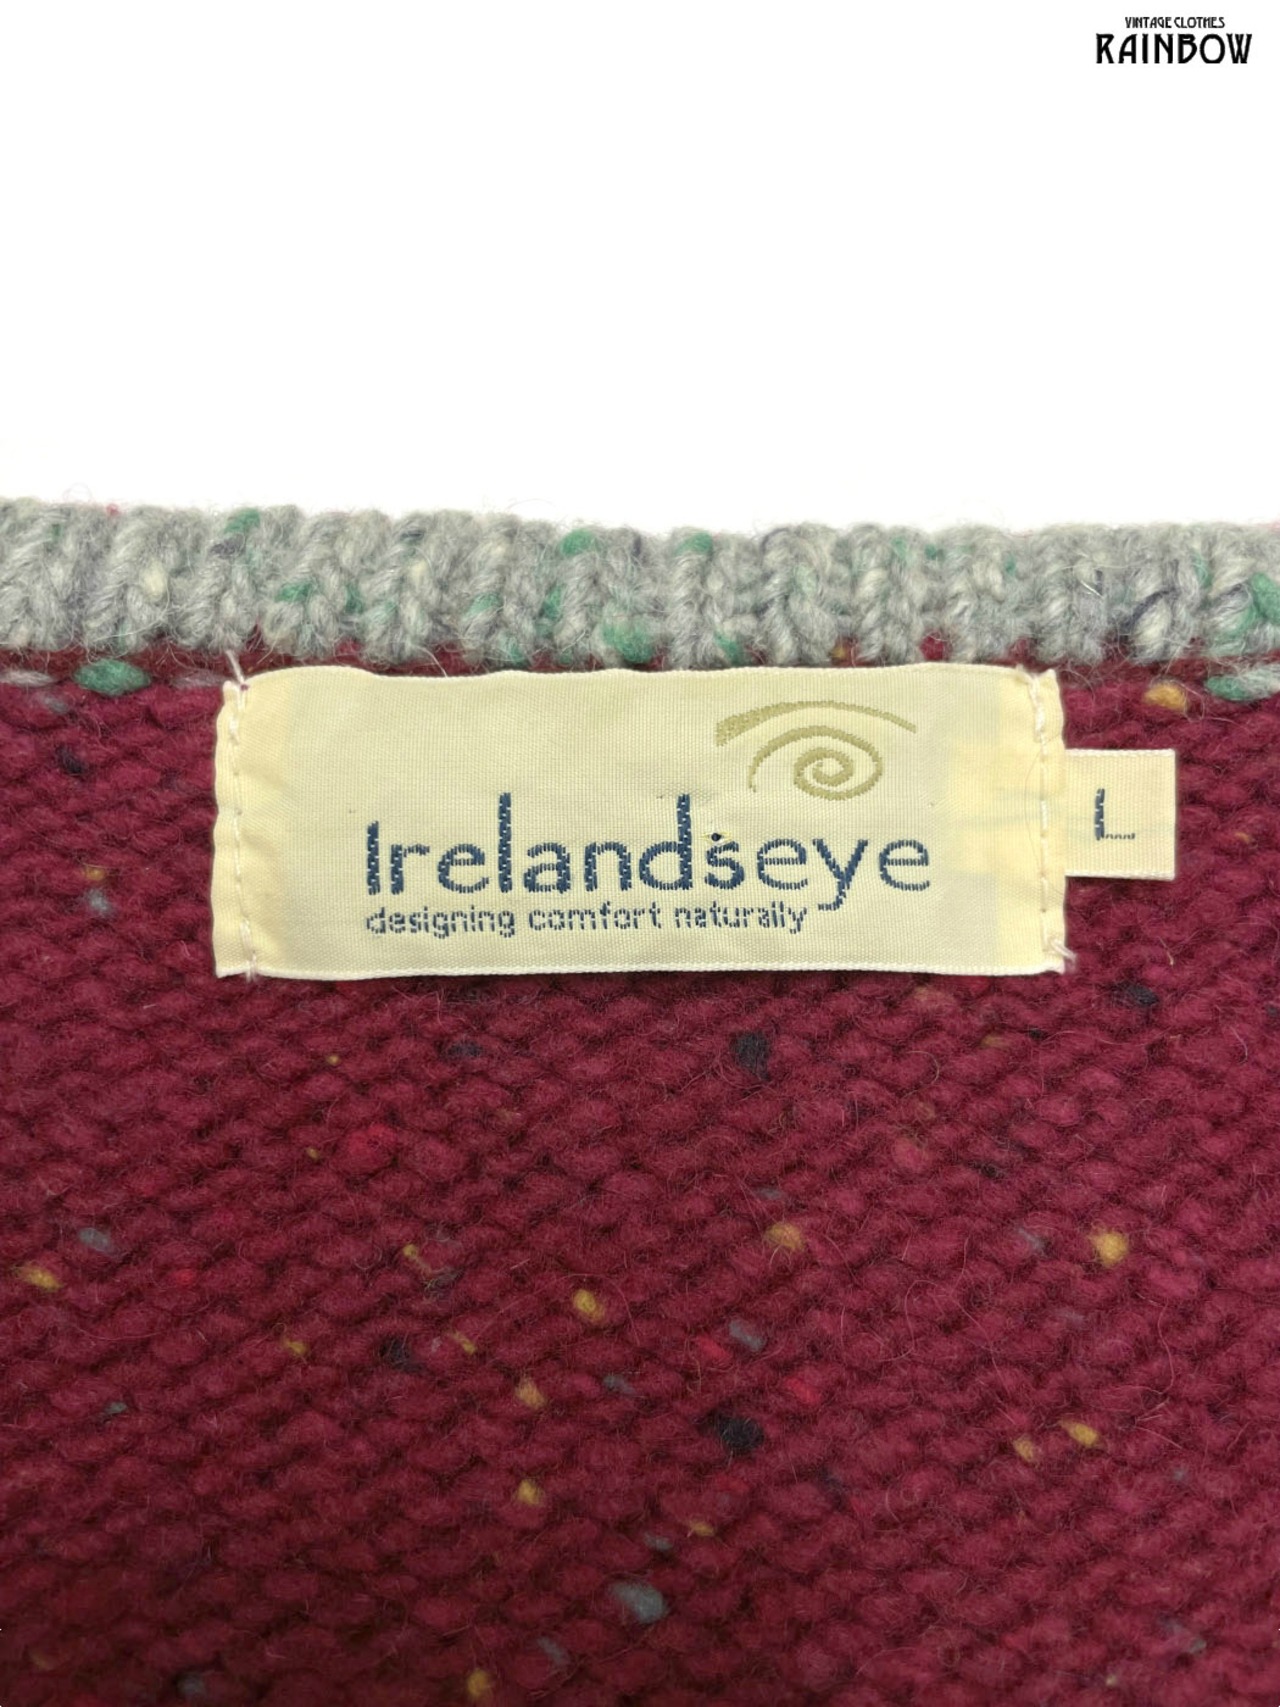 VINTAGE CLOTHES
RAINBOW
Irelandseye
designing comfort naturally
L